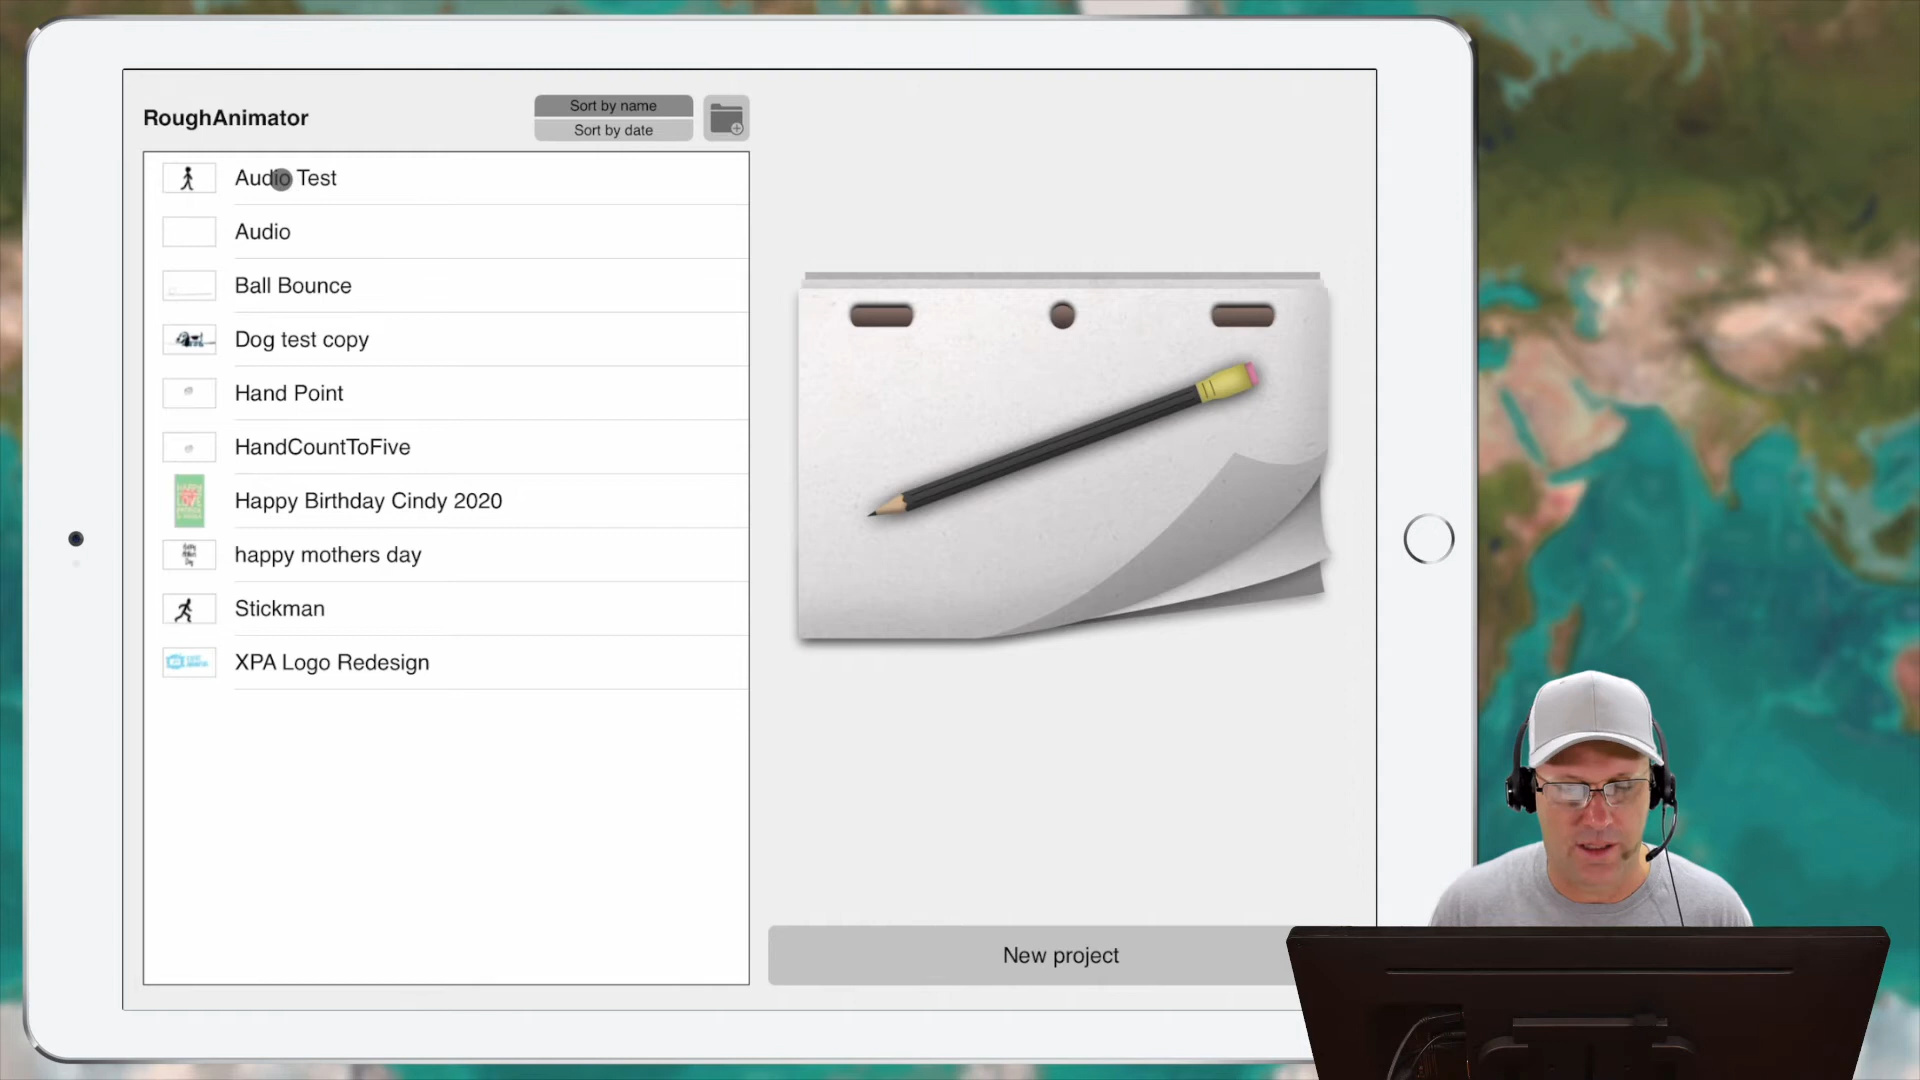 RoughAnimator
Sort by name
Sort by date
Audio Test
Audio
Ball Bounce
Dog test copy
Hand Point
HandCountToFive
Happy Birthday Cindy 2020
happy mothers day
Stickman
XPA Logo Redesign
New project